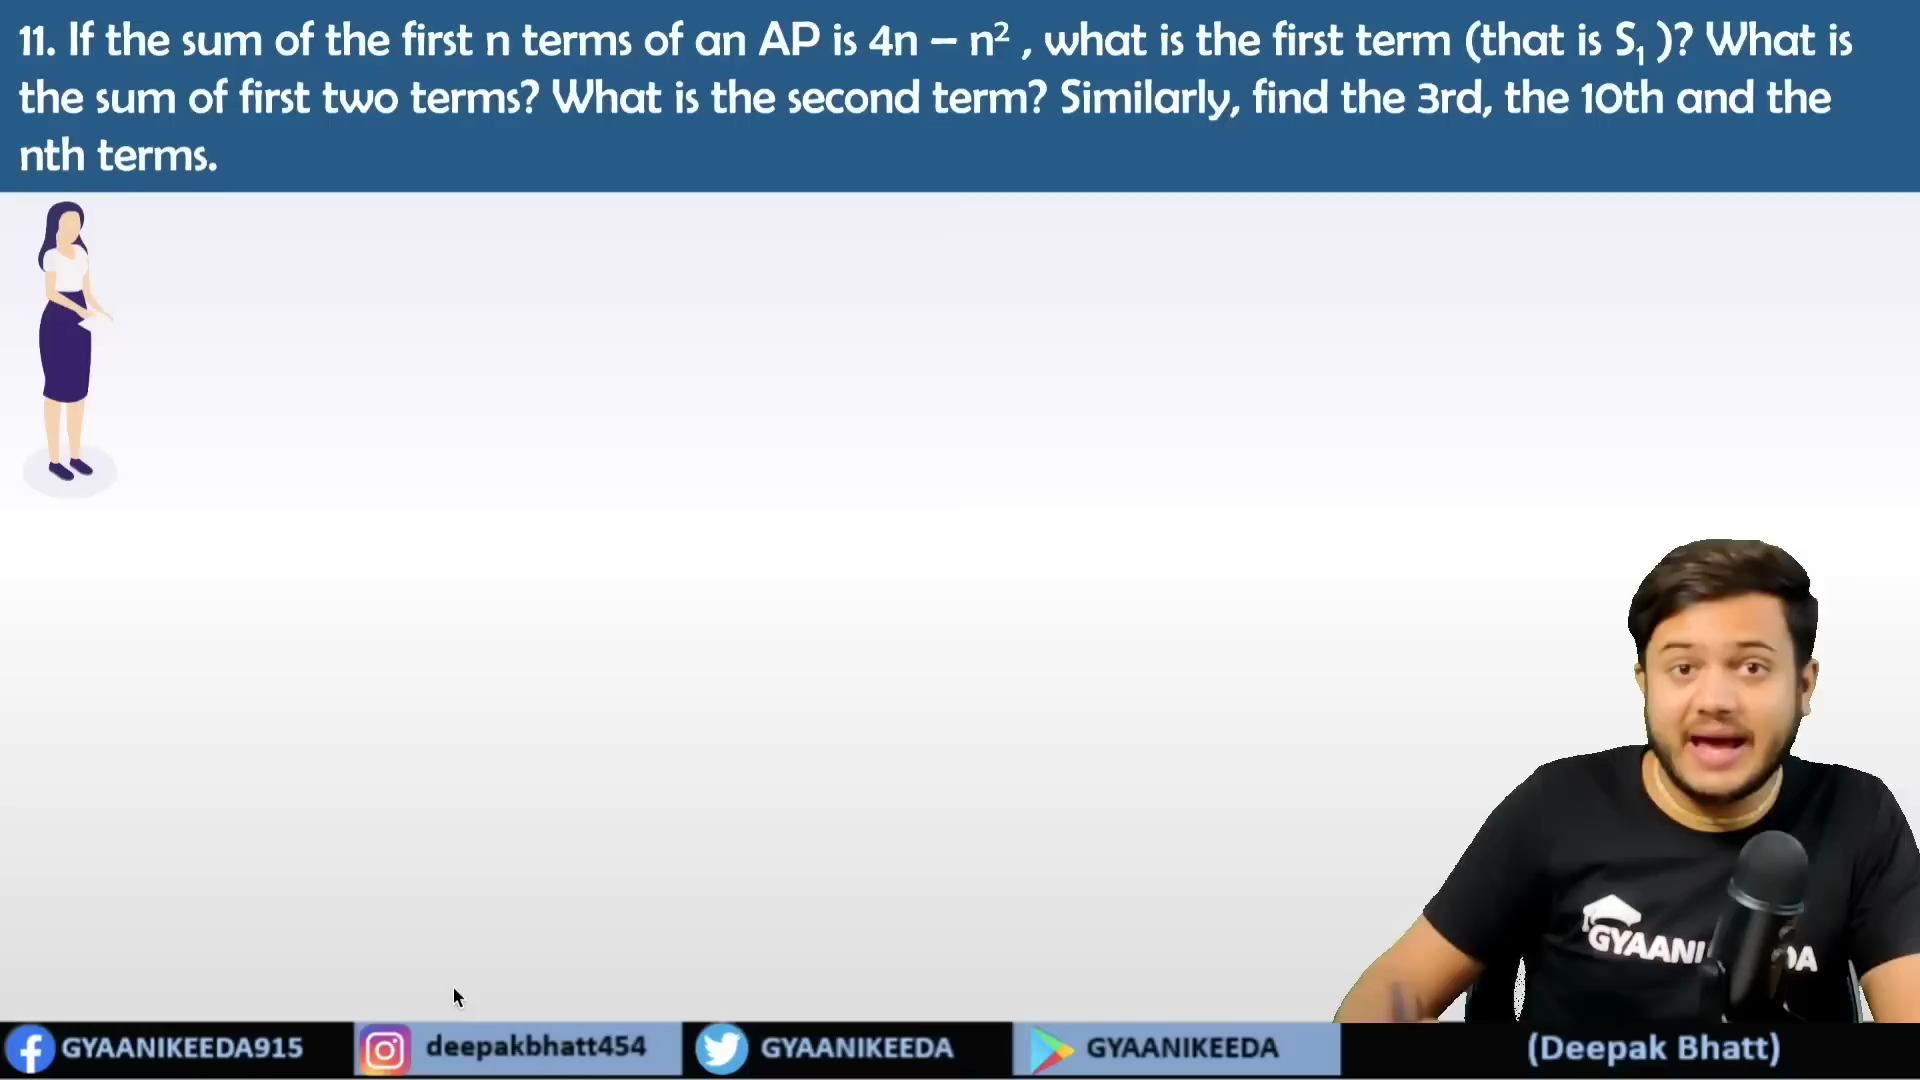 11. If the sum of the first n terms of an AP is 4n – n² , what is the first term (that is S₁ )? What is
the sum of first two terms? What is the second term? Similarly, find the 3rd, the 10th and the
nth terms.
GYAANI DA
GYAANIKEEDA915
deepakbhatt454
GYAANIKEEDA
GYAANIKEEDA
(Deepak Bhatt)